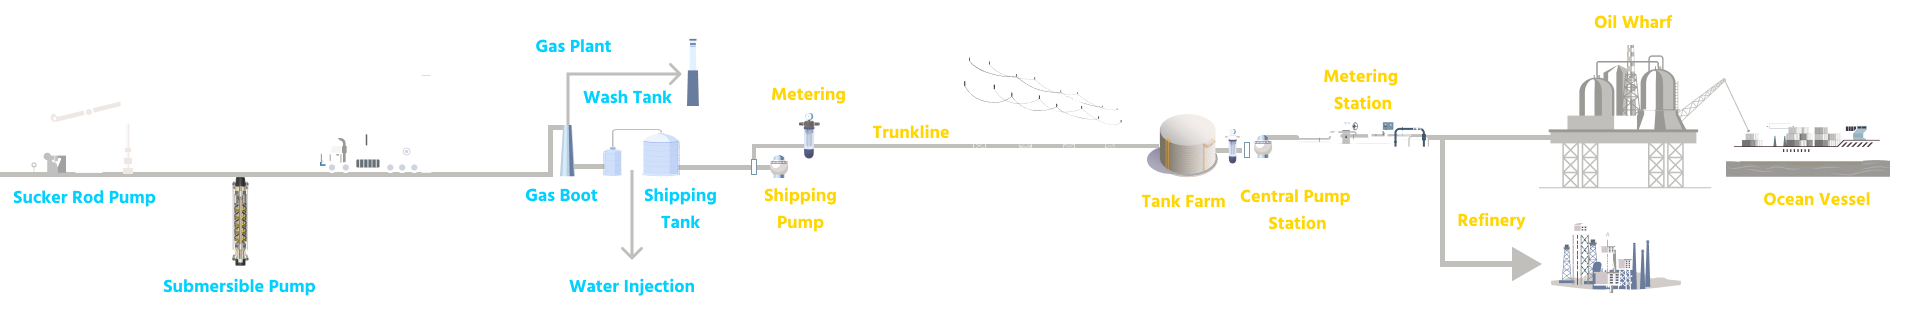 Oil Wharf
Gas Plant
Metering
Station
Wash Tank
Metering
Trunkline
Sucker Rod Pump
Gas Boot
Shipping
Tank
Shipping
Pump
Tank Farm
Central Pump
Station
Ocean Vessel
Refinery
Submersible Pump
Water Injection